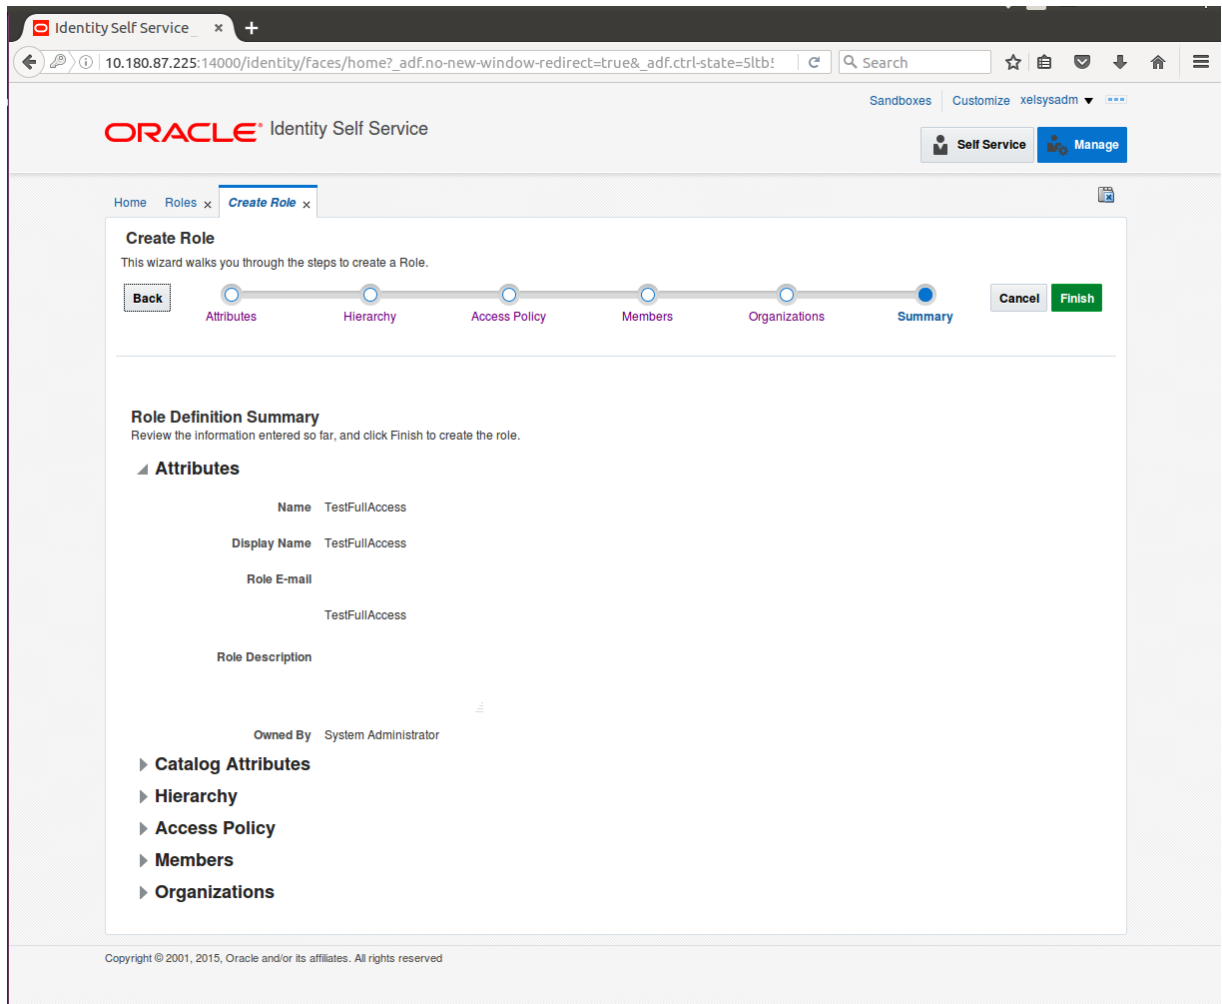 Identity Self Service
10.180.87.225:14000/identity/faces/home?_adf.no-new-window-redirect=true&_adf.ctrl-state=5ltb!
Search
Sandboxes Customize xelsysadm
ORACLE Identity Self Service
Self Service Manage
Home Roles x Create Role x
Create Role
This wizard walks you through the steps to create a Role.
Back Cancel Finish
Attributes Hierarchy Access Policy Members Organizations Summary
Role Definition Summary
Review the information entered so far, and click Finish to create the role.
Attributes
Name TestFullAccess
Display Name TestFullAccess
Role E-mail
TestFullAccess
Role Description
Owned By System Administrator
Catalog Attributes
Hierarchy
Access Policy
Members
Organizations
Copyright © 2001, 2015, Oracle and/or its affiliates. All rights reserved